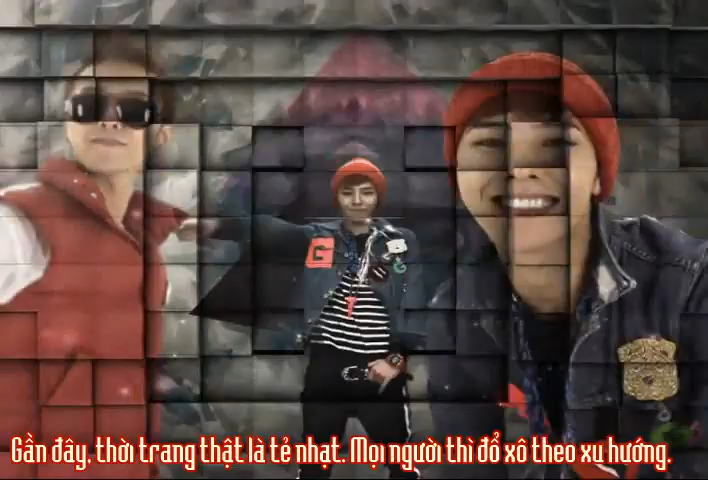 G
Gần đây, thời trang thật là tẻ nhạt. Mọi người thì đổ xô theo xu hướng.